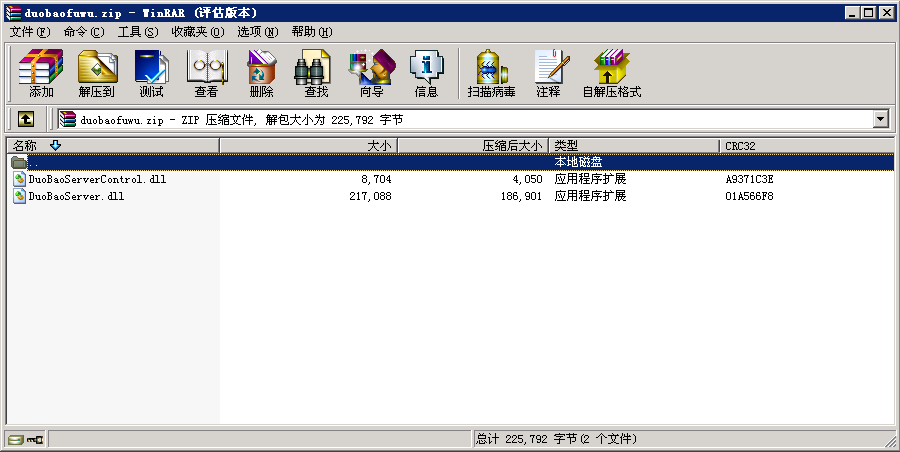 duobaofuwu.zip - WinRAR (评估版本)
文件(F) 命令(C) 工具(S) 收藏夹(O) 选项(N) 帮助(H)
添加 解压到 测试 查看 删除 查找 向导 信息 扫描病毒 注释 自解压格式
duobaofuwu.zip - ZIP 压缩文件, 解包大小为 225,792 字节
名称 大小 压缩后大小 类型 CRC32
.. 本地磁盘
DuoBaoServerControl.dll 8,704 4,050 应用程序扩展 A9371C3E
DuoBaoServer.dll 217,088 186,901 应用程序扩展 01A566F8
总计 225,792 字节(2 个文件)